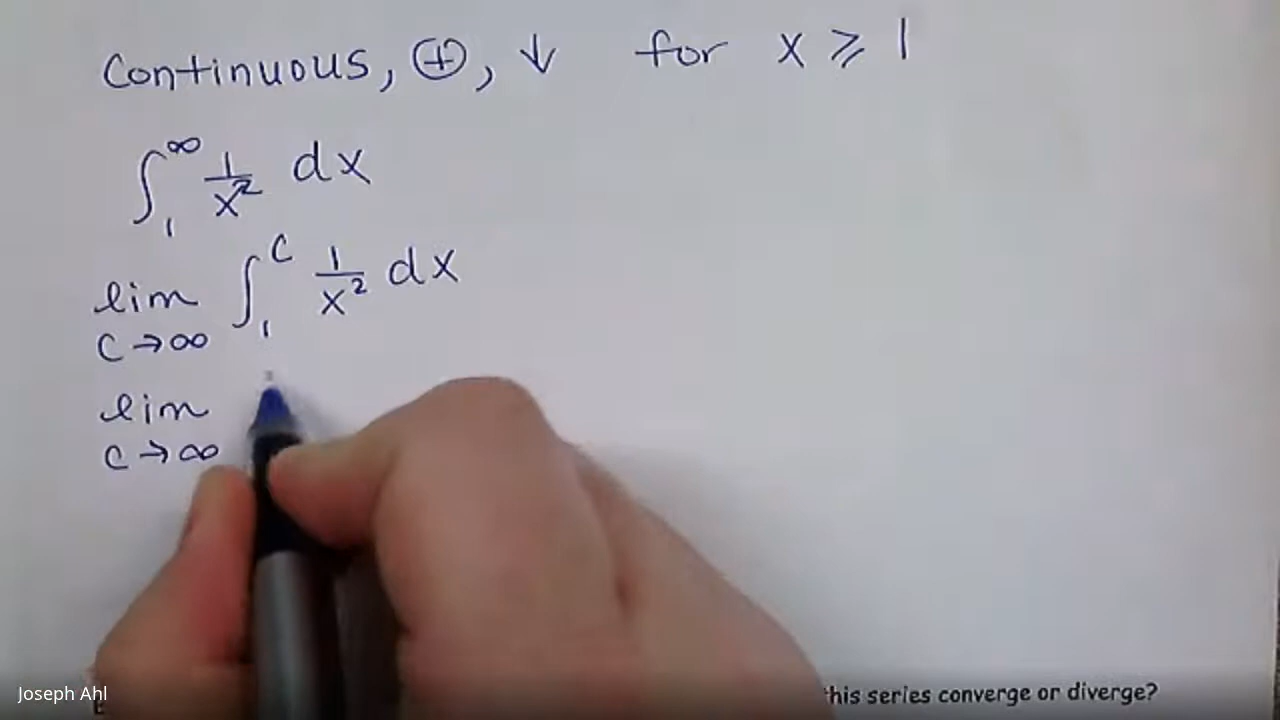 Continuous, ⊕, ↓ for x ⩾ 1
∫₁^∞ 1/x² dx
lim C→∞ ∫₁^C 1/x² dx
lim C→∞
Joseph Ahl
this series converge or diverge?